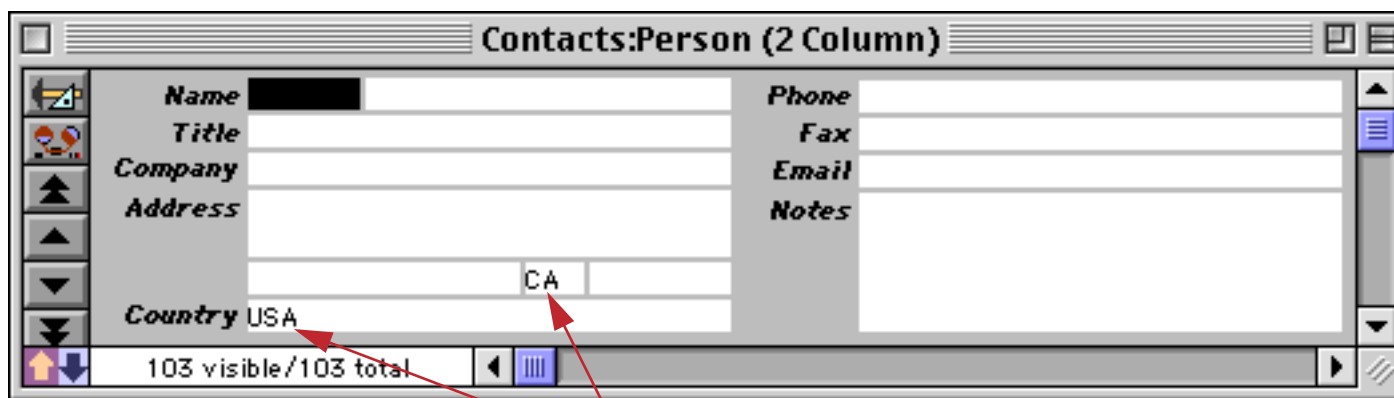 Contacts:Person (2 Column)
Name
Title
Company
Address
CA
Country USA
Phone
Fax
Email
Notes
103 visible/103 total